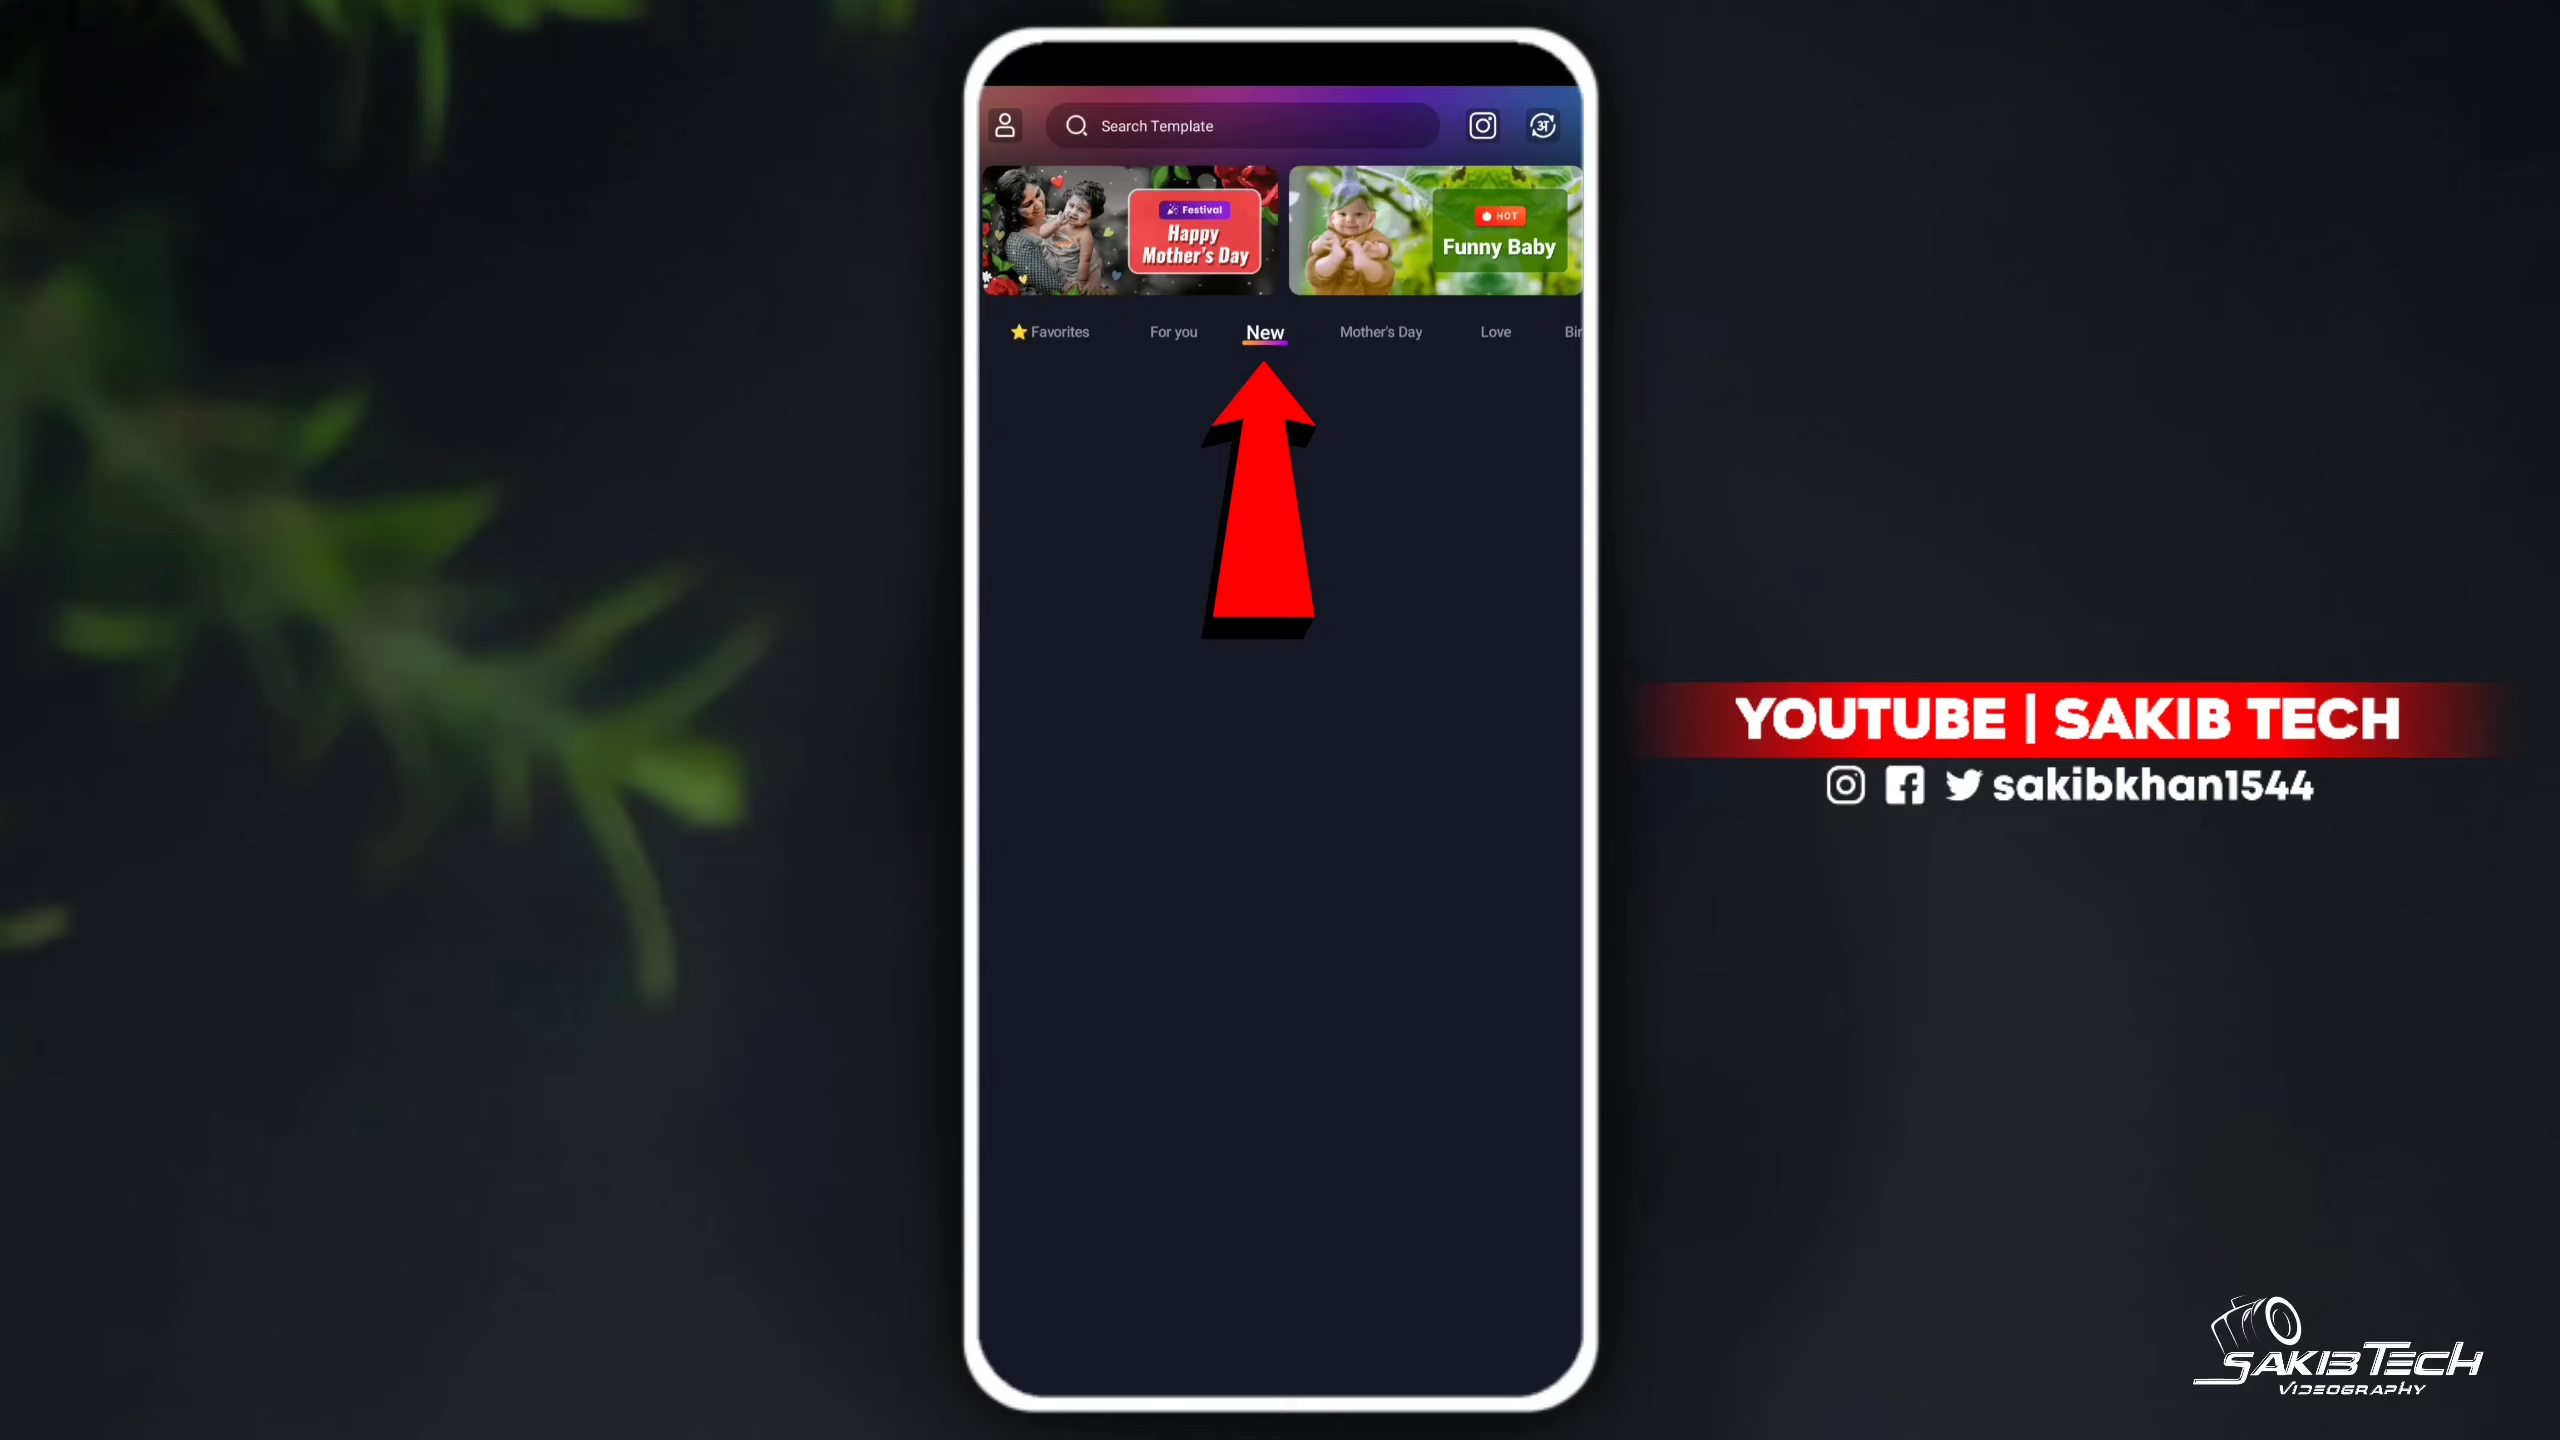 Search Template
अ
Festival
Happy
Mother's Day
HOT
Funny Baby
Favorites
For you
New
Mother's Day
Love
Bir
YOUTUBE | SAKIB TECH
sakibkhan1544
SAKIB TECH
VIDEOGRAPHY